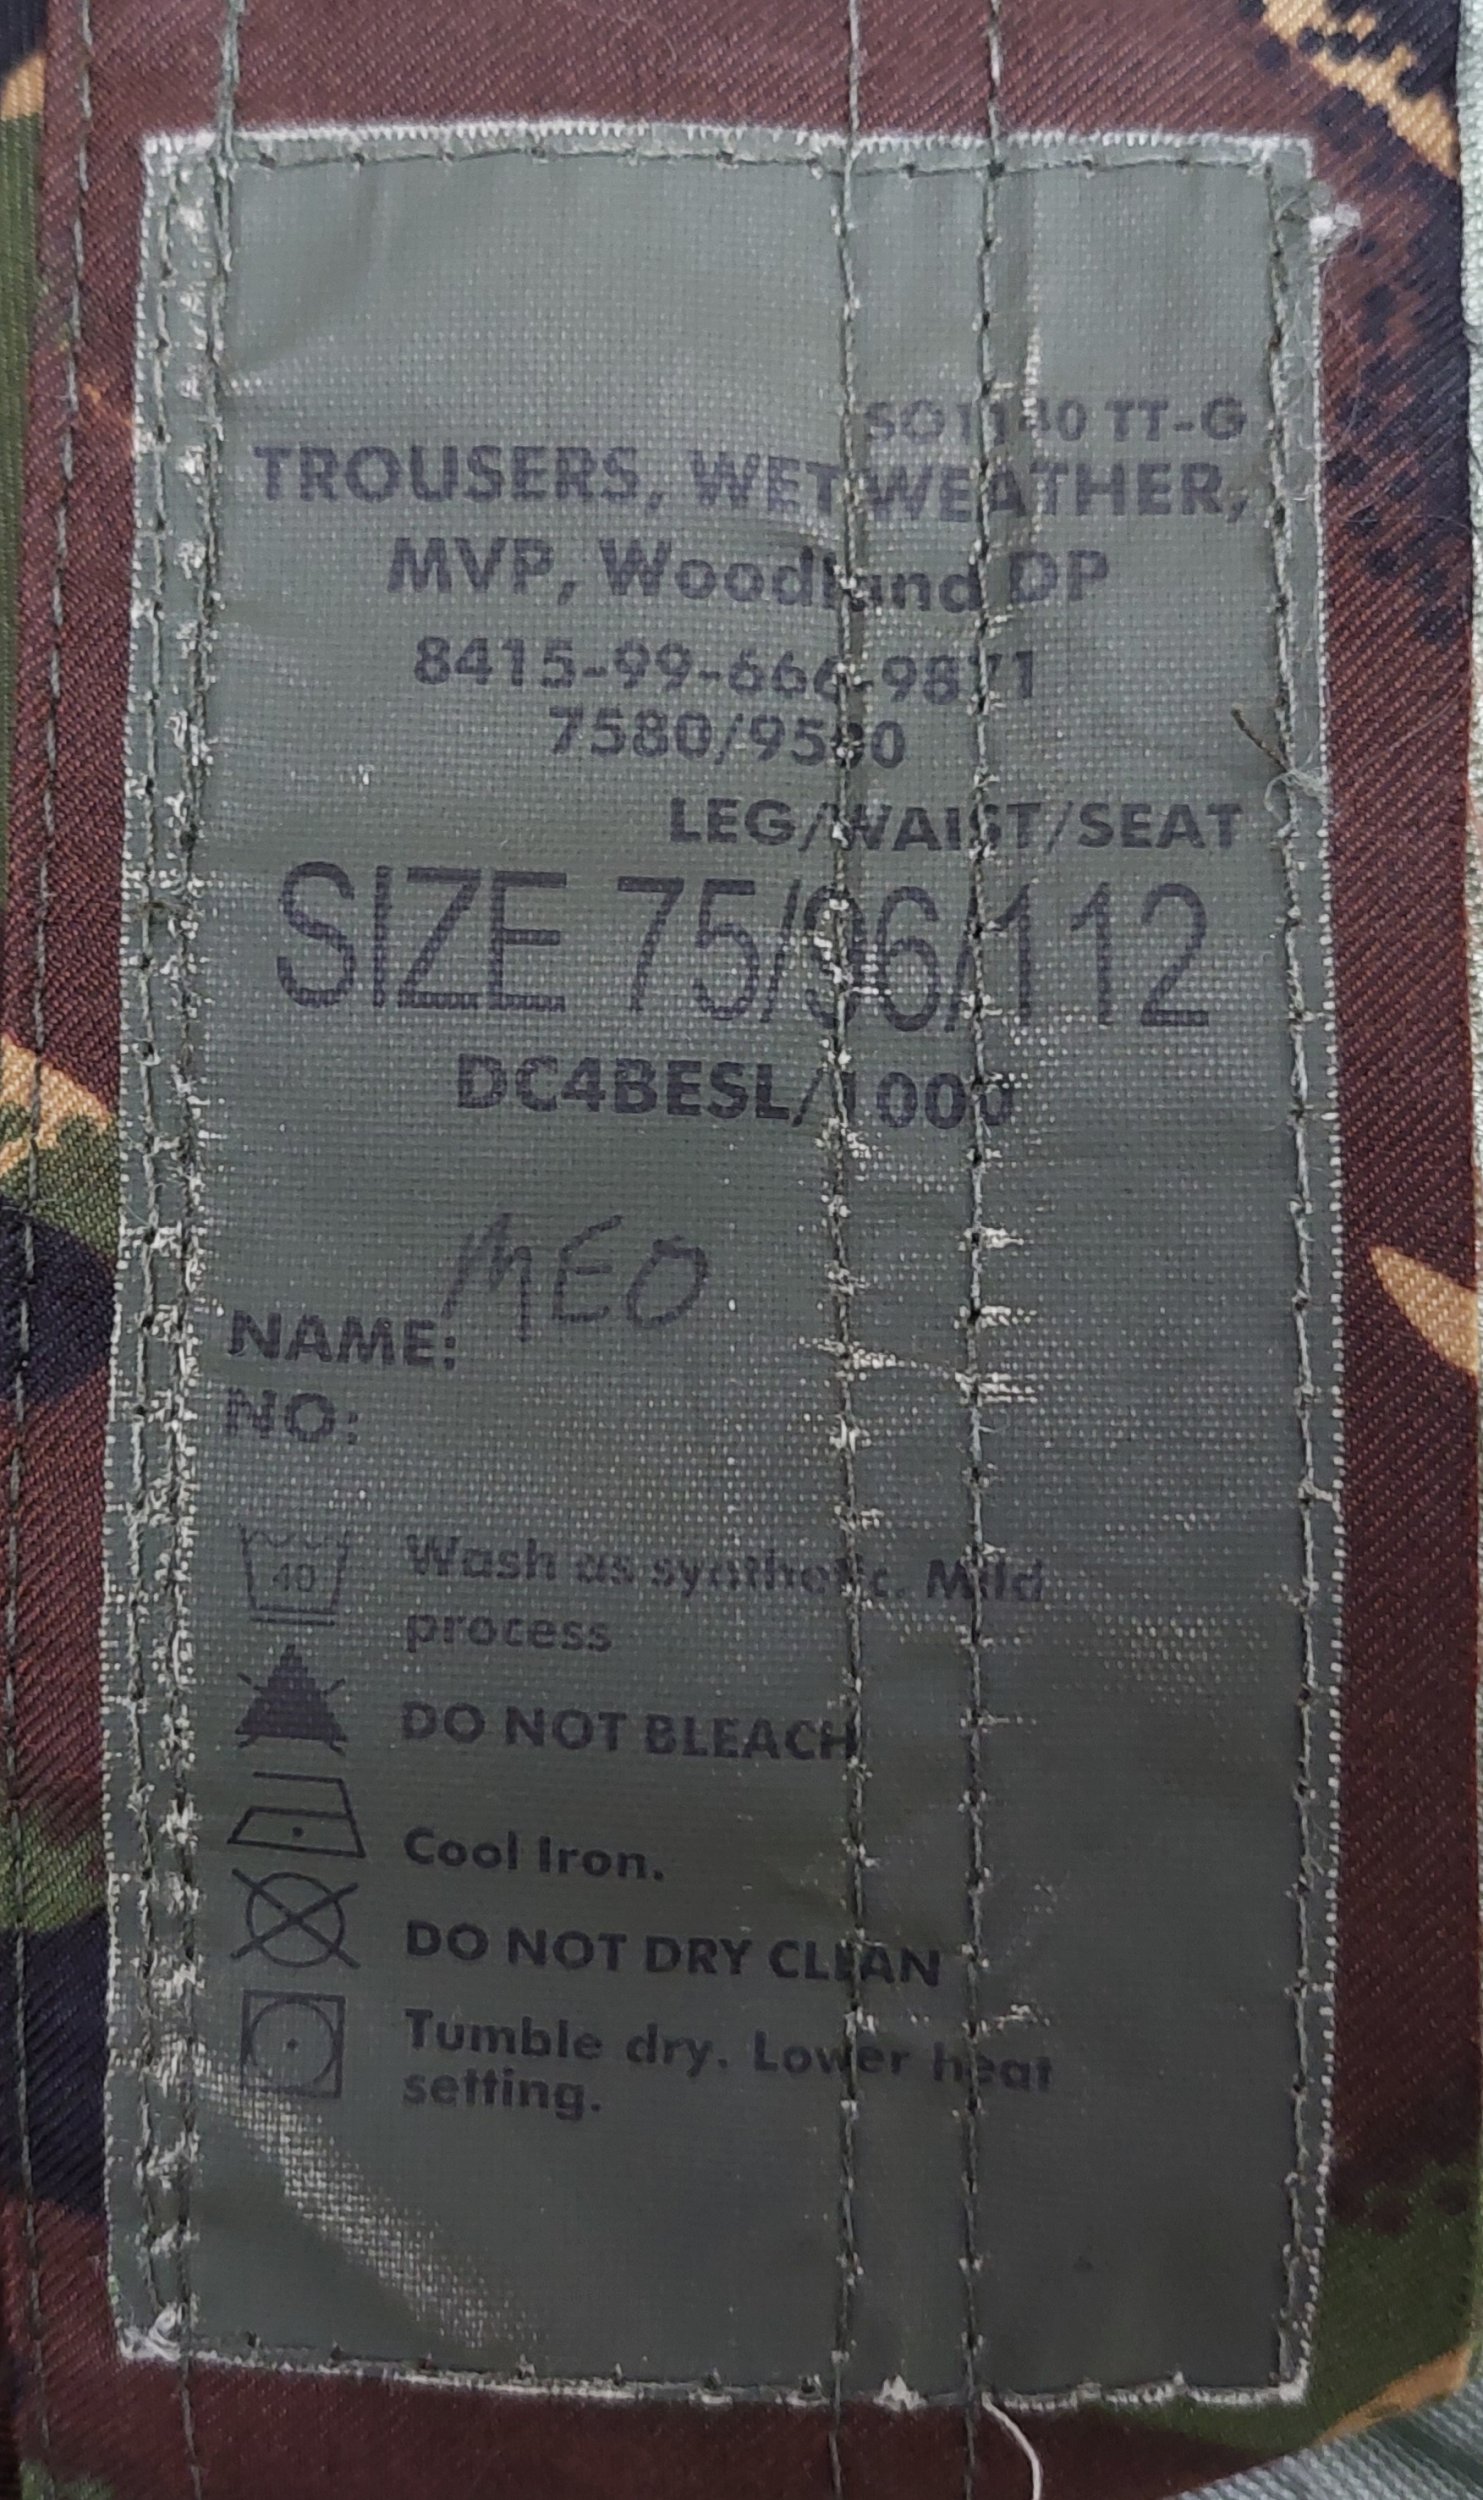 SO1140 TT-G
TROUSERS, WET WEATHER,
MVP, Woodland DP
8415-99-666-9871
7580/9500
LEG/WAIST/SEAT
SIZE 75/96/112
DC4BESL/1000
MEO
NAME:
NO:
40
Wash as synthetic. Mild
process
DO NOT BLEACH
Cool Iron.
DO NOT DRY CLEAN
Tumble dry. Lower heat
setting.